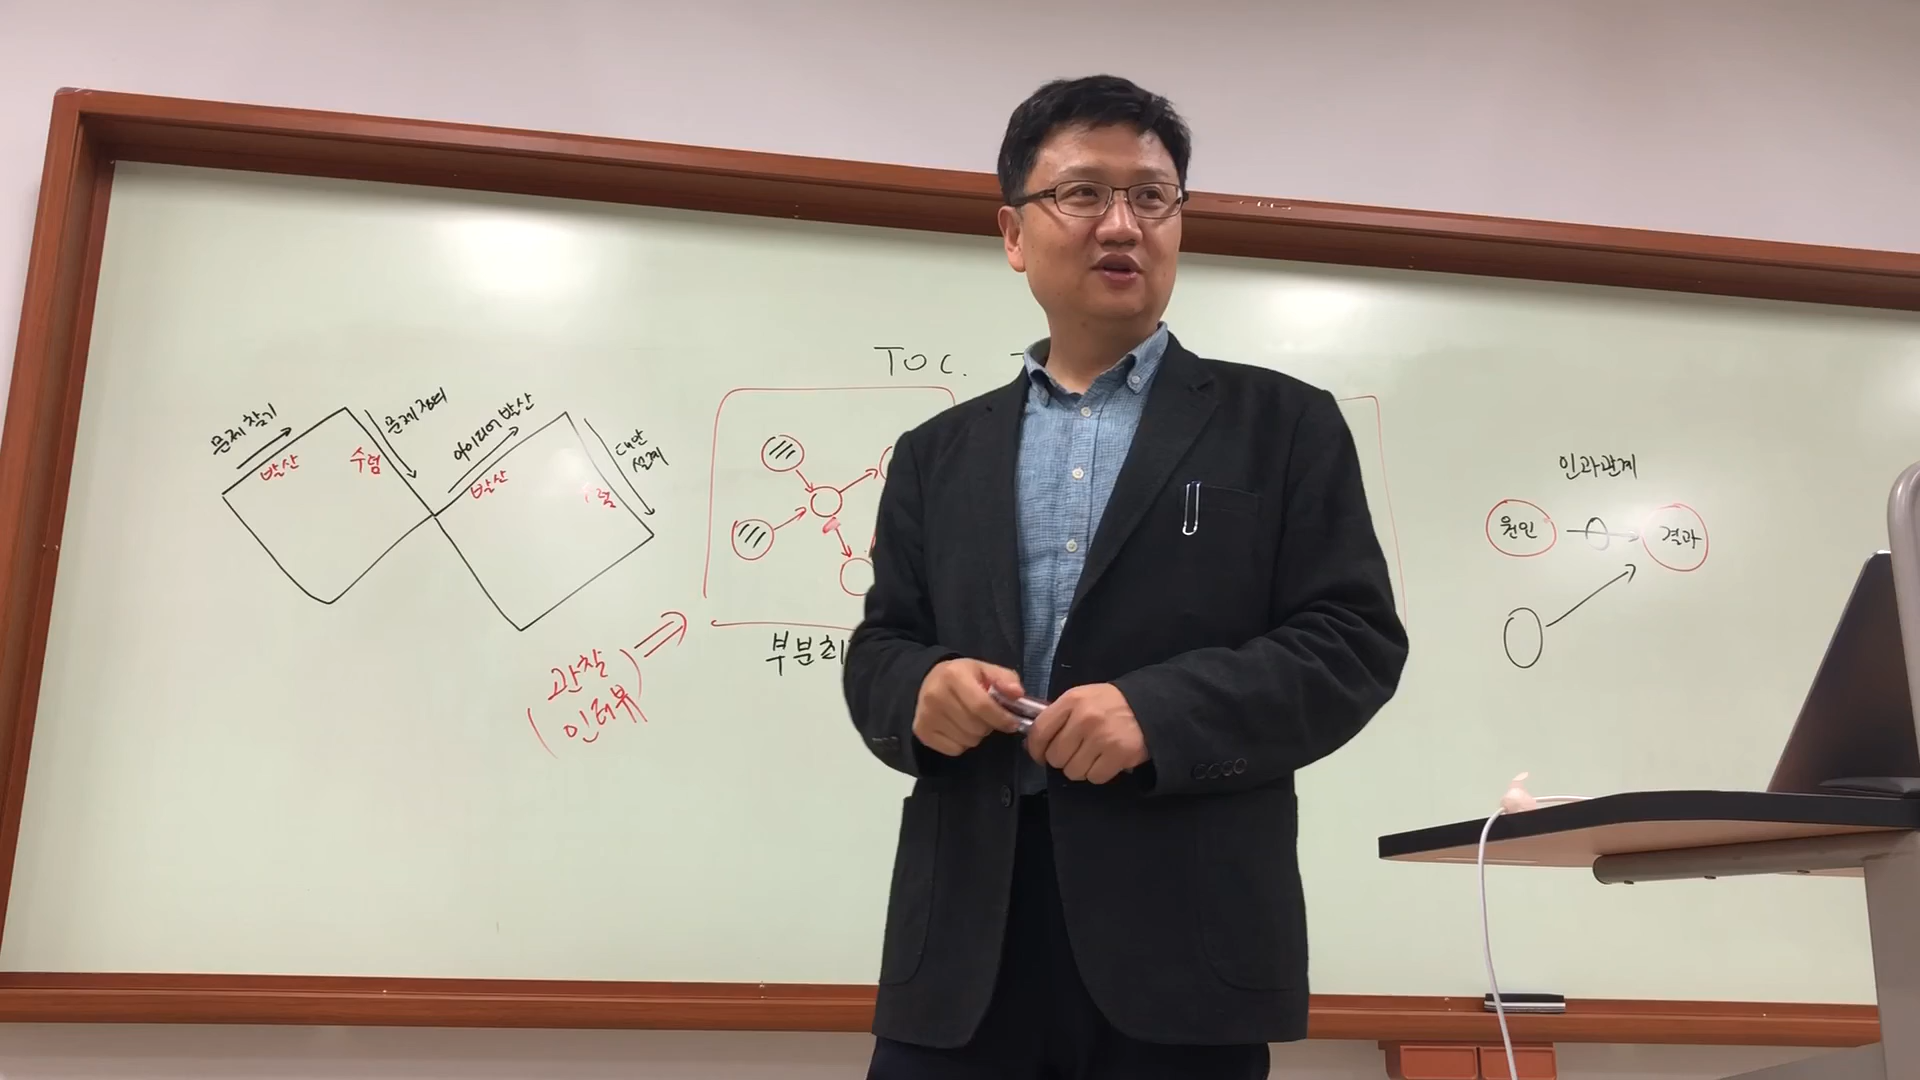 문제 찾기
발산
수렴
문제정의
아이디어 발산
발산
수렴
대안
설계
관찰
인터뷰
TOC.
부분최
인과관계
원인
결과